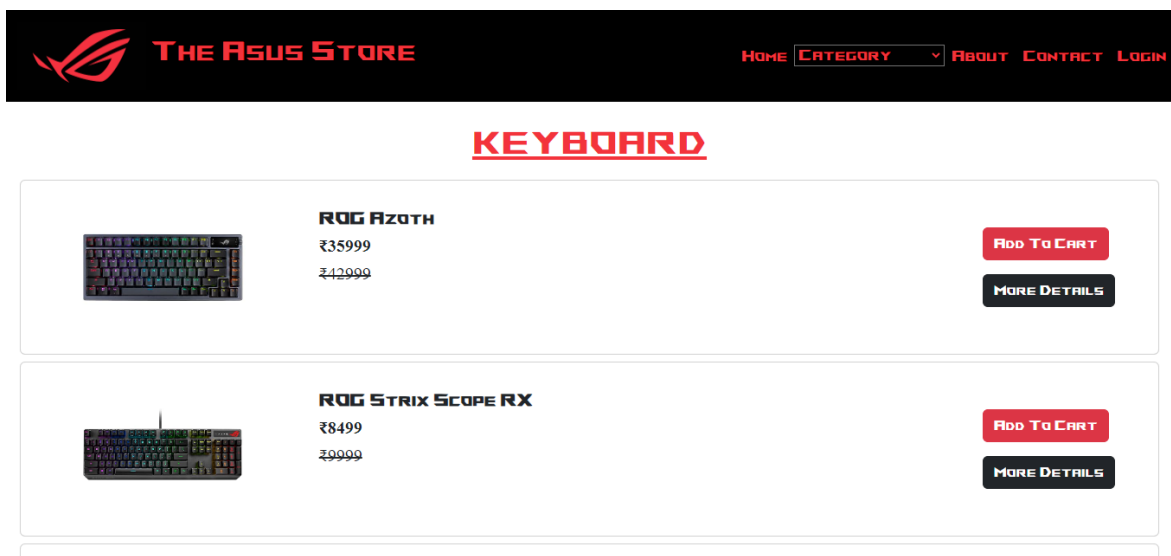 The Asus Store
Home Category About Contact Login
KEYBOARD
ROG Azoth
₹35999
₹42999
Add To Cart
More Details
ROG Strix Scope RX
₹8499
₹9999
Add To Cart
More Details